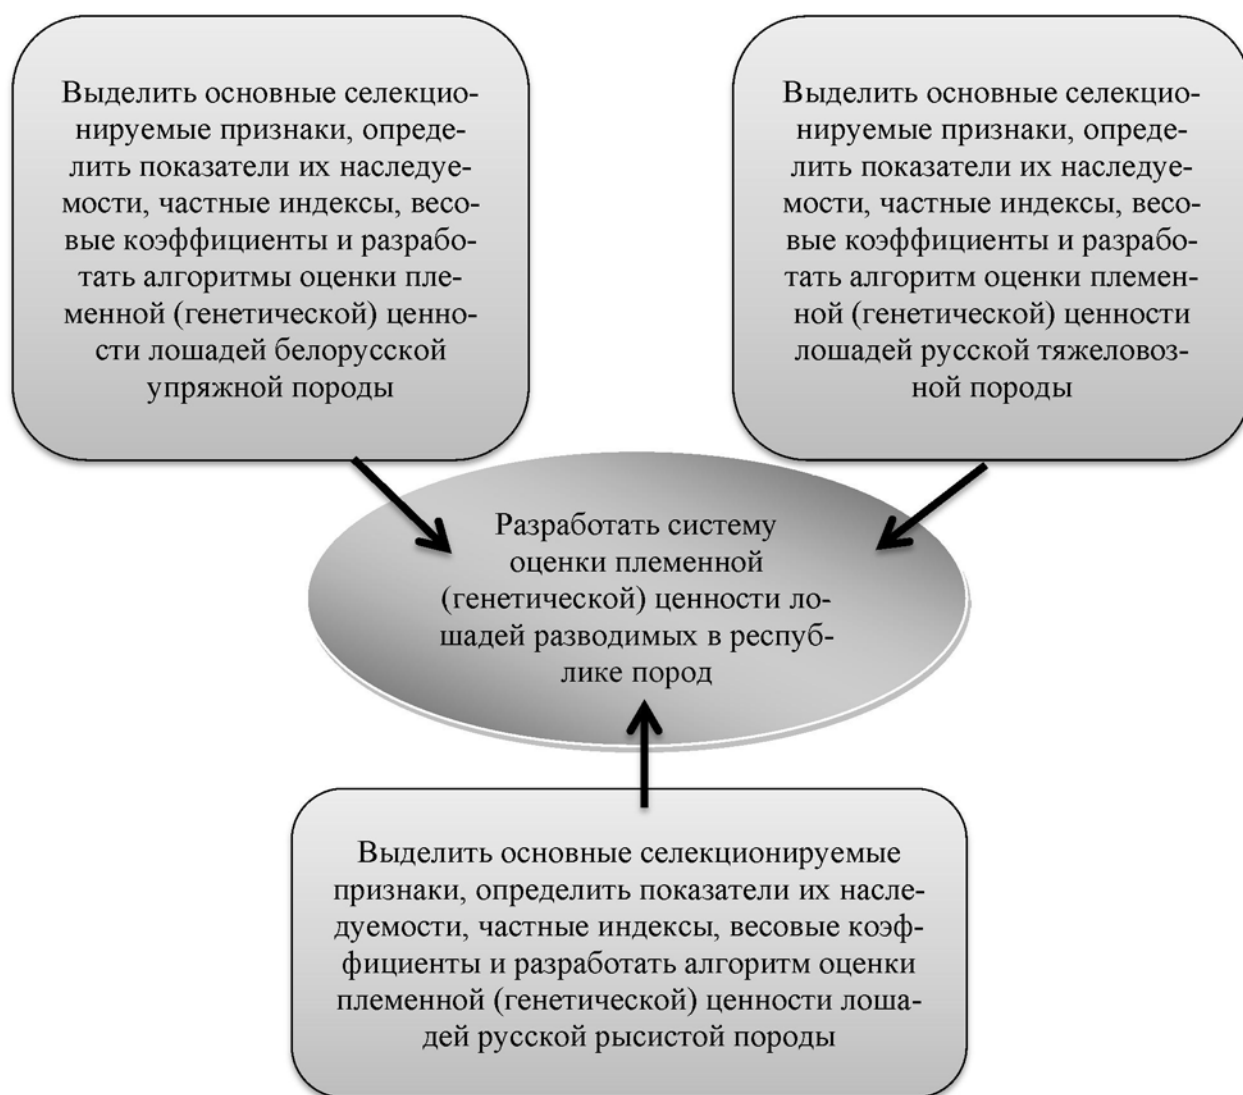 Выделить основные селекцио-
нируемые признаки, опреде-
лить показатели их наследуе-
мости, частные индексы, весо-
вые коэффициенты и разрабо-
тать алгоритмы оценки пле-
менной (генетической) ценно-
сти лошадей белорусской
упряжной породы
Выделить основные селекцио-
нируемые признаки, опреде-
лить показатели их наследуе-
мости, частные индексы, весо-
вые коэффициенты и разрабо-
тать алгоритм оценки племен-
ной (генетической) ценности
лошадей русской тяжеловоз-
ной породы
Разработать систему
оценки племенной
(генетической) ценности ло-
шадей разводимых в респуб-
лике пород
Выделить основные селекционируемые
признаки, определить показатели их насле-
дуемости, частные индексы, весовые коэф-
фициенты и разработать алгоритм оценки
племенной (генетической) ценности лоша-
дей русской рысистой породы